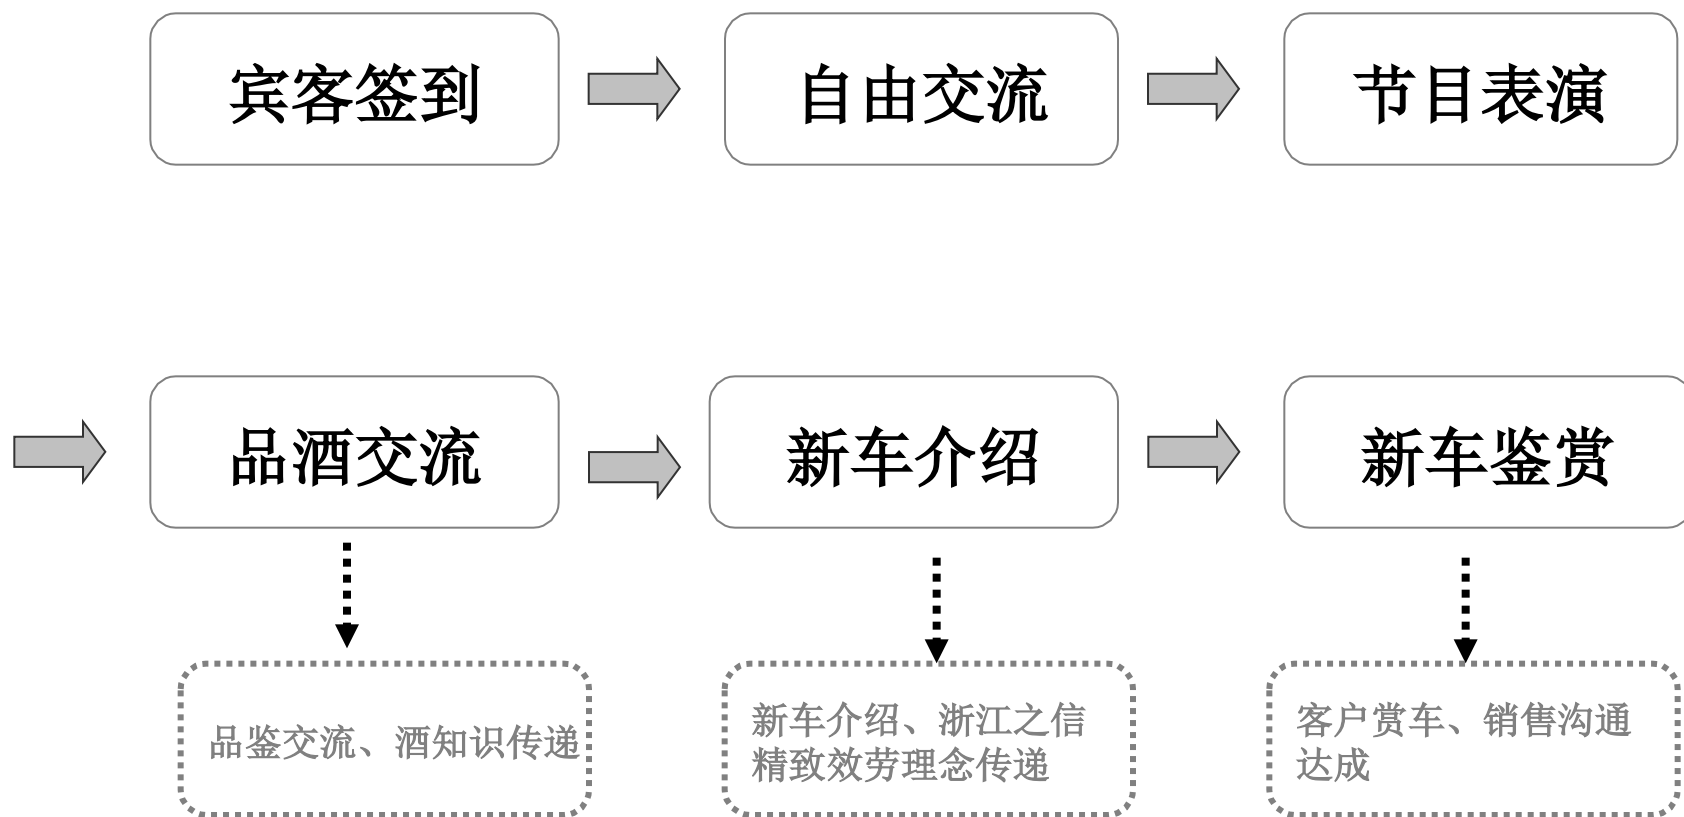 宾客签到
自由交流
节目表演
品酒交流
新车介绍
新车鉴赏
品鉴交流、酒知识传递
新车介绍、浙江之信
精致效劳理念传递
客户赏车、销售沟通
达成